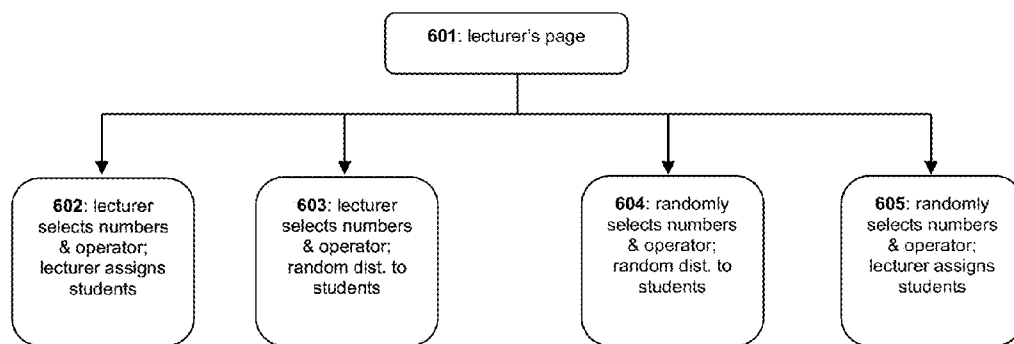 601: lecturer's page
602: lecturer
selects numbers
& operator;
lecturer assigns
students
603: lecturer
selects numbers
& operator;
random dist. to
students
604: randomly
selects numbers
& operator;
random dist. to
students
605: randomly
selects numbers
& operator;
lecturer assigns
students